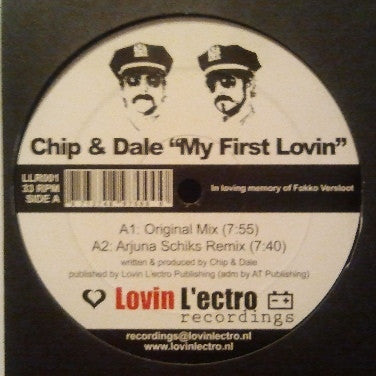 Chip & Dale "My First Lovin"
LLR001
33 RPM
SIDE A
In loving memory of Fokko Versloot
A1: Original Mix (7:55)
A2: Arjuna Schiks Remix (7:40)
written & produced by Chip & Dale
published by Lovin L'ectro Publishing (adm by AT Publishing)
Lovin L'ectro
recordings
recordings@lovinlectro.nl
www.lovinlectro.nl